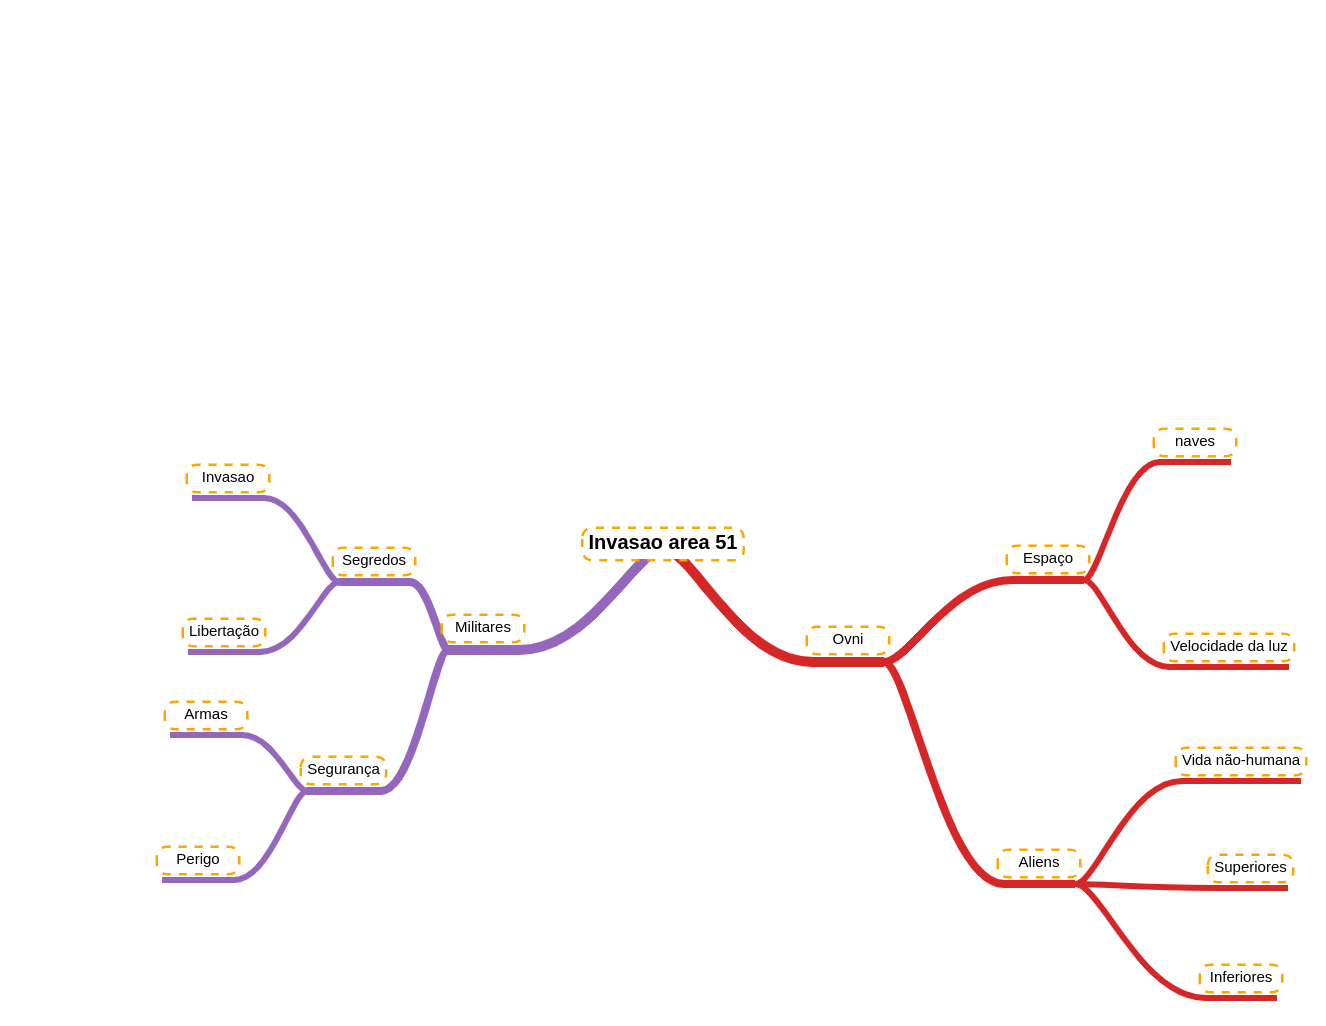 Invasao area 51
Militares
Segredos
Invasao
Libertação
Segurança
Armas
Perigo
Ovni
Espaço
naves
Velocidade da luz
Aliens
Vida não-humana
Superiores
Inferiores